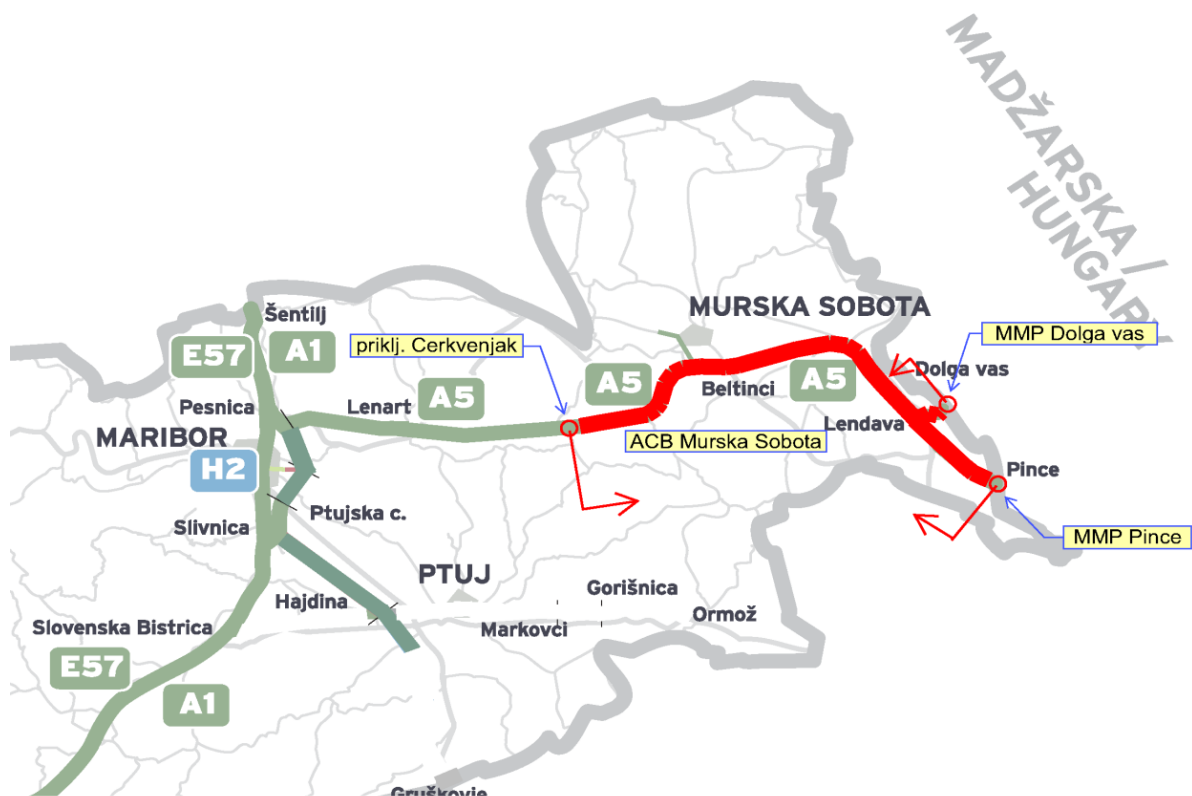 MADŽARSKA /
HUNGARY
MURSKA SOBOTA
Šentilj
E57
A1
priklj. Cerkvenjak
MMP Dolga vas
Dolga vas
A5
Beltinci
A5
Pesnica
Lenart
A5
Lendava
MARIBOR
ACB Murska Sobota
H2
Pince
Ptujska c.
Slivnica
MMP Pince
PTUJ
Gorišnica
Hajdina
Ormož
Slovenska Bistrica
Markovci
E57
A1
Gruškovje